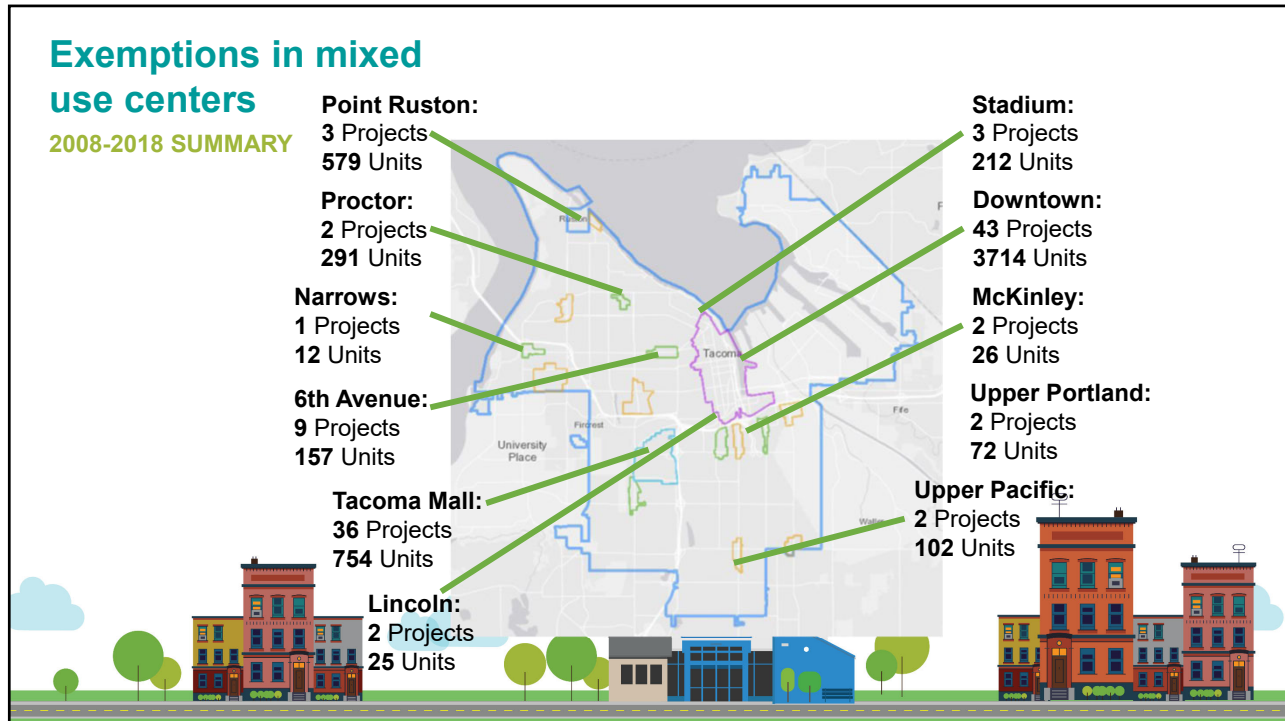 Exemptions in mixed
use centers
2008-2018 SUMMARY
Point Ruston:
3 Projects
579 Units
Proctor:
2 Projects
291 Units
Narrows:
1 Projects
12 Units
6th Avenue:
9 Projects
157 Units
Tacoma Mall:
36 Projects
754 Units
Lincoln:
2 Projects
25 Units
Stadium:
3 Projects
212 Units
Downtown:
43 Projects
3714 Units
McKinley:
2 Projects
26 Units
Upper Portland:
2 Projects
72 Units
Upper Pacific:
2 Projects
102 Units
Ruston
Tacoma
Fircrest
University
Place
Fife